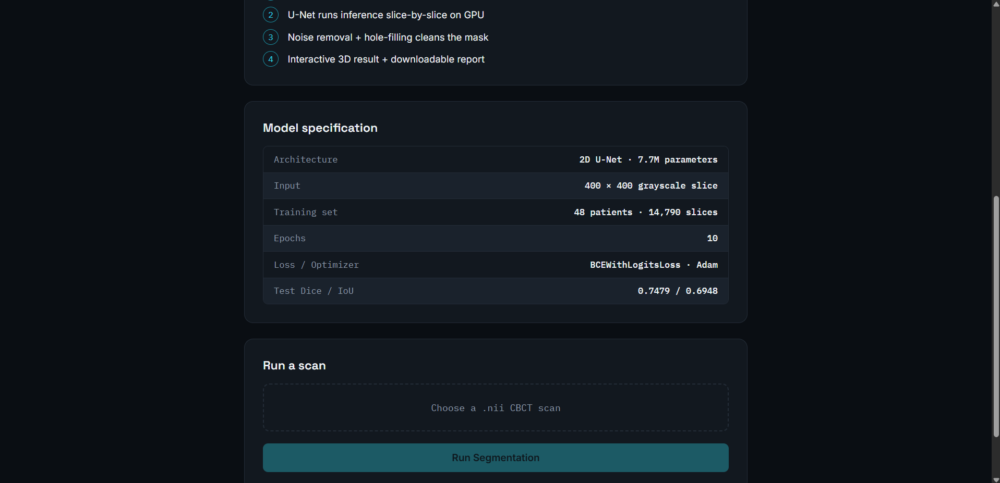 2 U-Net runs inference slice-by-slice on GPU
3 Noise removal + hole-filling cleans the mask
4 Interactive 3D result + downloadable report
Model specification
Architecture 2D U-Net · 7.7M parameters
Input 400 × 400 grayscale slice
Training set 48 patients · 14,790 slices
Epochs 10
Loss / Optimizer BCEWithLogitsLoss · Adam
Test Dice / IoU 0.7479 / 0.6948
Run a scan
Choose a .nii CBCT scan
Run Segmentation